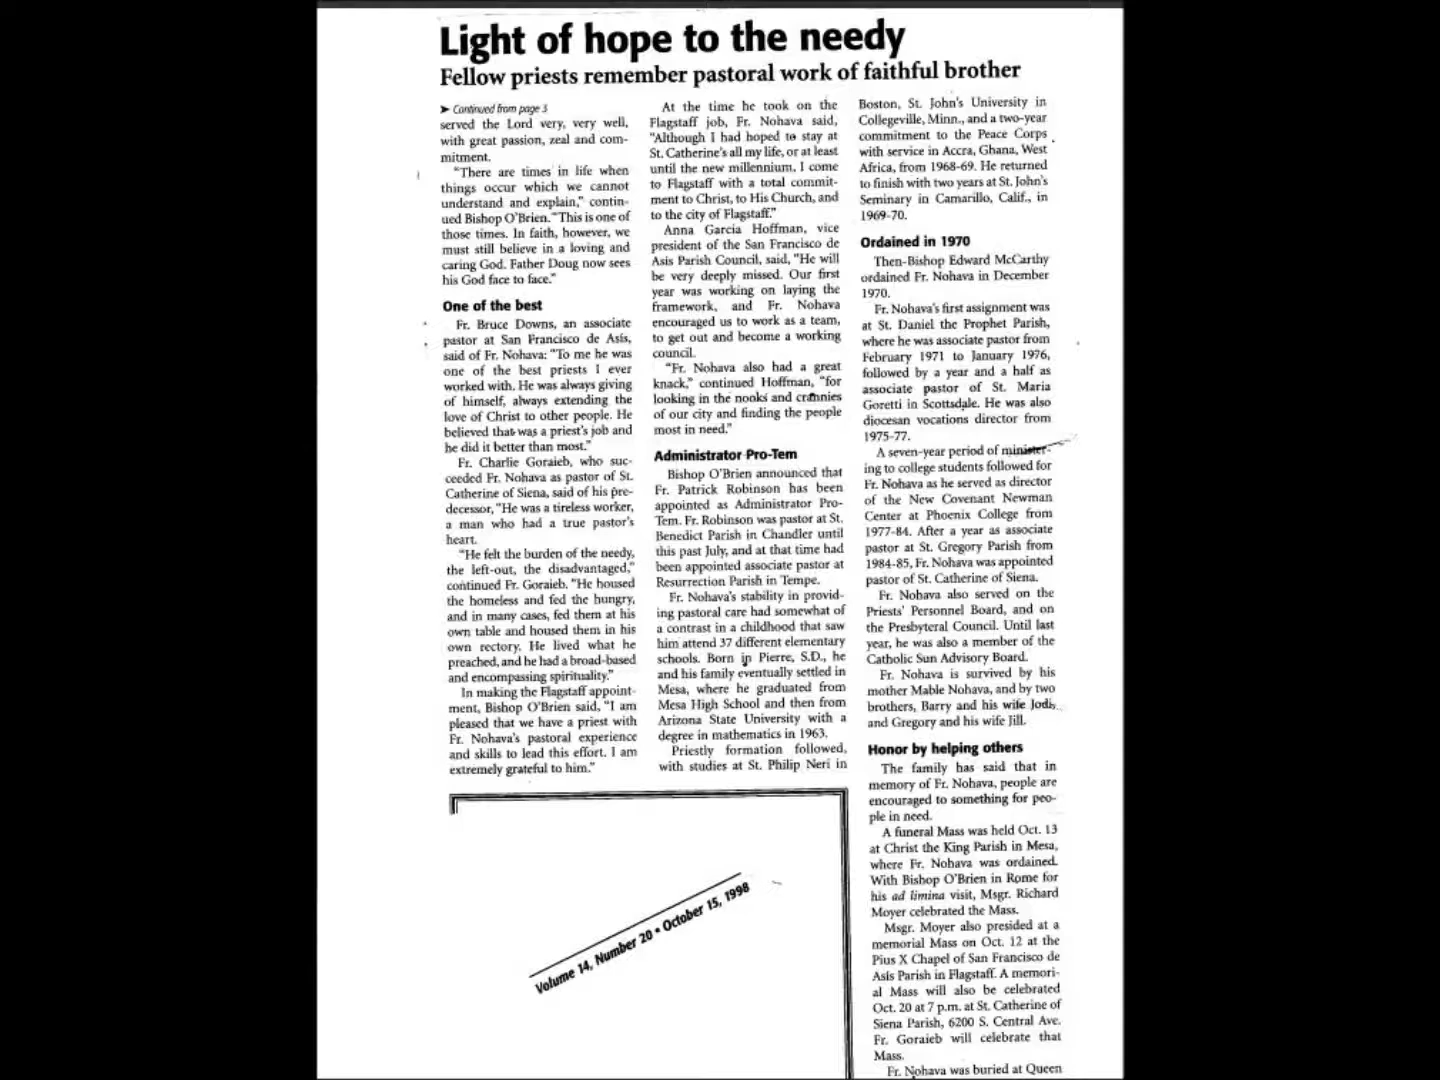 Light of hope to the needy
Fellow priests remember pastoral work of faithful brother
➤ Continued from page 3
served the Lord very, very well,
with great passion, zeal and com-
mitment.
"There are times in life when
things occur which we cannot
understand and explain," contin-
ued Bishop O'Brien. "This is one of
those times. In faith, however, we
must still believe in a loving and
caring God. Father Doug now sees
his God face to face."
One of the best
Fr. Bruce Downs, an associate
pastor at San Francisco de Asis,
said of Fr. Nohava: "To me he was
one of the best priests I ever
worked with. He was always giving
of himself, always extending the
love of Christ to other people. He
believed that was a priest's job and
he did it better than most."
Fr. Charlie Goraieb, who suc-
ceeded Fr. Nohava as pastor of St.
Catherine of Siena, said of his pre-
decessor, "He was a tireless worker,
a man who had a true pastor's
heart.
"He felt the burden of the needy,
the left-out, the disadvantaged,"
continued Fr. Goraieb. "He housed
the homeless and fed the hungry,
and in many cases, fed them at his
own table and housed them in his
own rectory. He lived what he
preached, and he had a broad-based
and encompassing spirituality."
In making the Flagstaff appoint-
ment, Bishop O'Brien said, "I am
pleased that we have a priest with
Fr. Nohava's pastoral experience
and skills to lead this effort. I am
extremely grateful to him."
At the time he took on the
Flagstaff job, Fr. Nohava said,
"Although I had hoped to stay at
St. Catherine's all my life, or at least
until the new millennium, I come
to Flagstaff with a total commit-
ment to Christ, to His Church, and
to the city of Flagstaff."
Anna Garcia Hoffman, vice
president of the San Francisco de
Asis Parish Council, said, "He will
be very deeply missed. Our first
year was working on laying the
framework, and Fr. Nohava
encouraged us to work as a team,
to get out and become a working
council.
"Fr. Nohava also had a great
knack," continued Hoffman, "for
looking in the nooks and crannies
of our city and finding the people
most in need."
Administrator Pro-Tem
Bishop O'Brien announced that
Fr. Patrick Robinson has been
appointed as Administrator Pro-
Tem. Fr. Robinson was pastor at St.
Benedict Parish in Chandler until
this past July, and at that time had
been appointed associate pastor at
Resurrection Parish in Tempe.
Fr. Nohava's stability in provid-
ing pastoral care had somewhat of
a contrast in a childhood that saw
him attend 37 different elementary
schools. Born in Pierre, S.D., he
and his family eventually settled in
Mesa, where he graduated from
Mesa High School and then from
Arizona State University with a
degree in mathematics in 1963.
Priestly formation followed,
with studies at St. Philip Neri in
Boston, St. John's University in
Collegeville, Minn., and a two-year
commitment to the Peace Corps
with service in Accra, Ghana, West
Africa, from 1968-69. He returned
to finish with two years at St. John's
Seminary in Camarillo, Calif., in
1969-70.
Ordained in 1970
Then-Bishop Edward McCarthy
ordained Fr. Nohava in December
1970.
Fr. Nohava's first assignment was
at St. Daniel the Prophet Parish,
where he was associate pastor from
February 1971 to January 1976,
followed by a year and a half as
associate pastor of St. Maria
Goretti in Scottsdale. He was also
diocesan vocations director from
1975-77.
A seven-year period of minister-
ing to college students followed for
Fr. Nohava as he served as director
of the New Covenant Newman
Center at Phoenix College from
1977-84. After a year as associate
pastor at St. Gregory Parish from
1984-85, Fr. Nohava was appointed
pastor of St. Catherine of Siena.
Fr. Nohava also served on the
Priests' Personnel Board, and on
the Presbyteral Council. Until last
year, he was also a member of the
Catholic Sun Advisory Board.
Fr. Nohava is survived by his
mother Mable Nohava, and by two
brothers, Barry and his wife Jodi,
and Gregory and his wife Jill.
Honor by helping others
The family has said that in
memory of Fr. Nohava, people are
encouraged to something for peo-
ple in need.
A funeral Mass was held Oct. 13
at Christ the King Parish in Mesa,
where Fr. Nohava was ordained.
With Bishop O'Brien in Rome for
his ad limina visit, Msgr. Richard
Moyer celebrated the Mass.
Msgr. Moyer also presided at a
memorial Mass on Oct. 12 at the
Pius X Chapel of San Francisco de
Asis Parish in Flagstaff. A memori-
al Mass will also be celebrated
Oct. 20 at 7 p.m. at St. Catherine of
Siena Parish, 6200 S. Central Ave.
Fr. Goraieb will celebrate that
Mass.
Fr. Nohava was buried at Queen
Volume 14, Number 20 • October 15, 1998